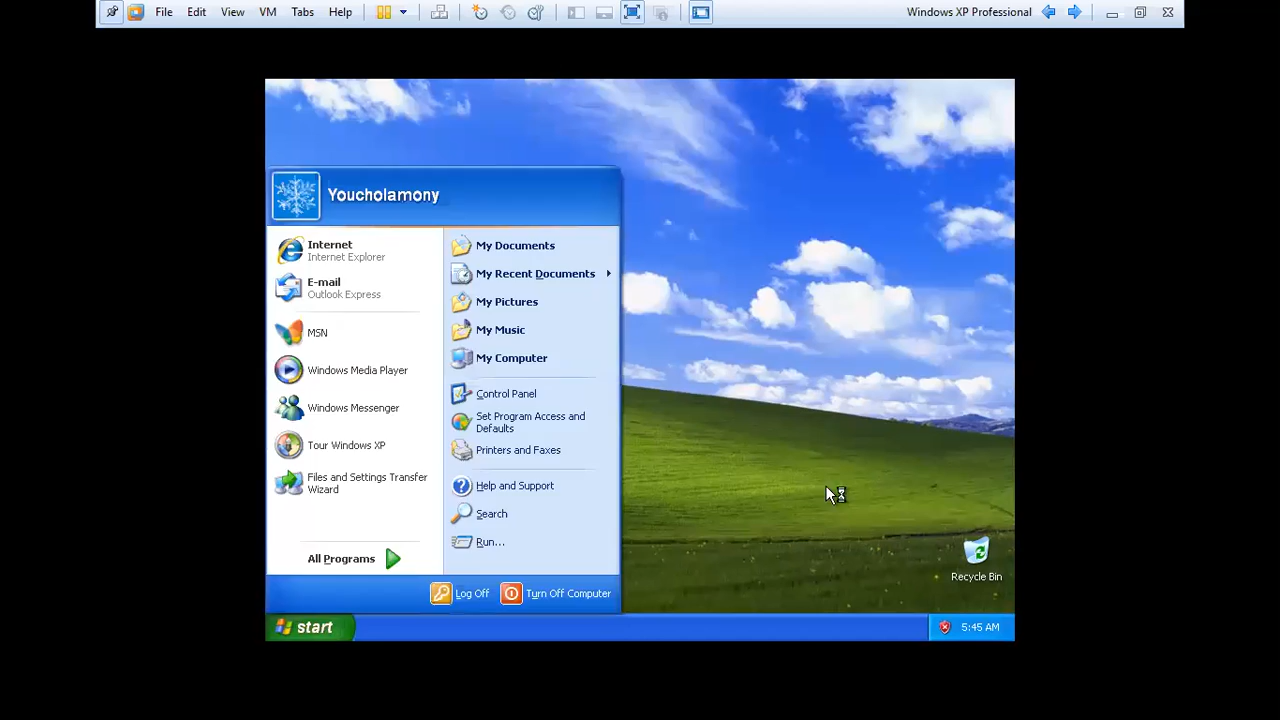 File Edit View VM Tabs Help
Windows XP Professional
Youcholamony
Internet
Internet Explorer
E-mail
Outlook Express
MSN
Windows Media Player
Windows Messenger
Tour Windows XP
Files and Settings Transfer
Wizard
All Programs
My Documents
My Recent Documents
My Pictures
My Music
My Computer
Control Panel
Set Program Access and
Defaults
Printers and Faxes
Help and Support
Search
Run...
Log Off
Turn Off Computer
Recycle Bin
start
5:45 AM